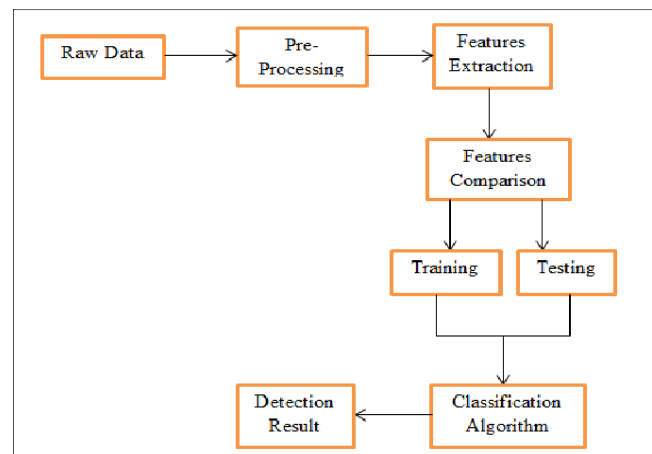 Raw Data
Pre-
Processing
Features
Extraction
Features
Comparison
Training
Testing
Classification
Algorithm
Detection
Result